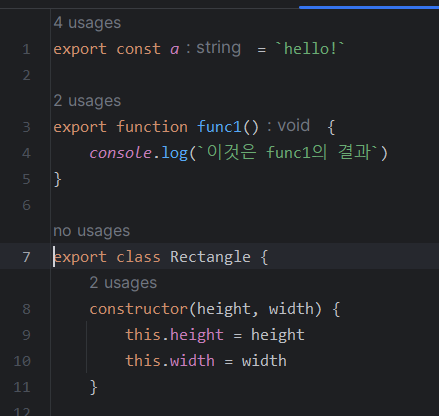 4 usages
1 export const a : string = `hello!`
2
2 usages
3 export function func1() : void {
4 console.log(`이것은 func1의 결과`)
5 }
6
no usages
7 export class Rectangle {
2 usages
8 constructor(height, width) {
9 this.height = height
10 this.width = width
11 }
12